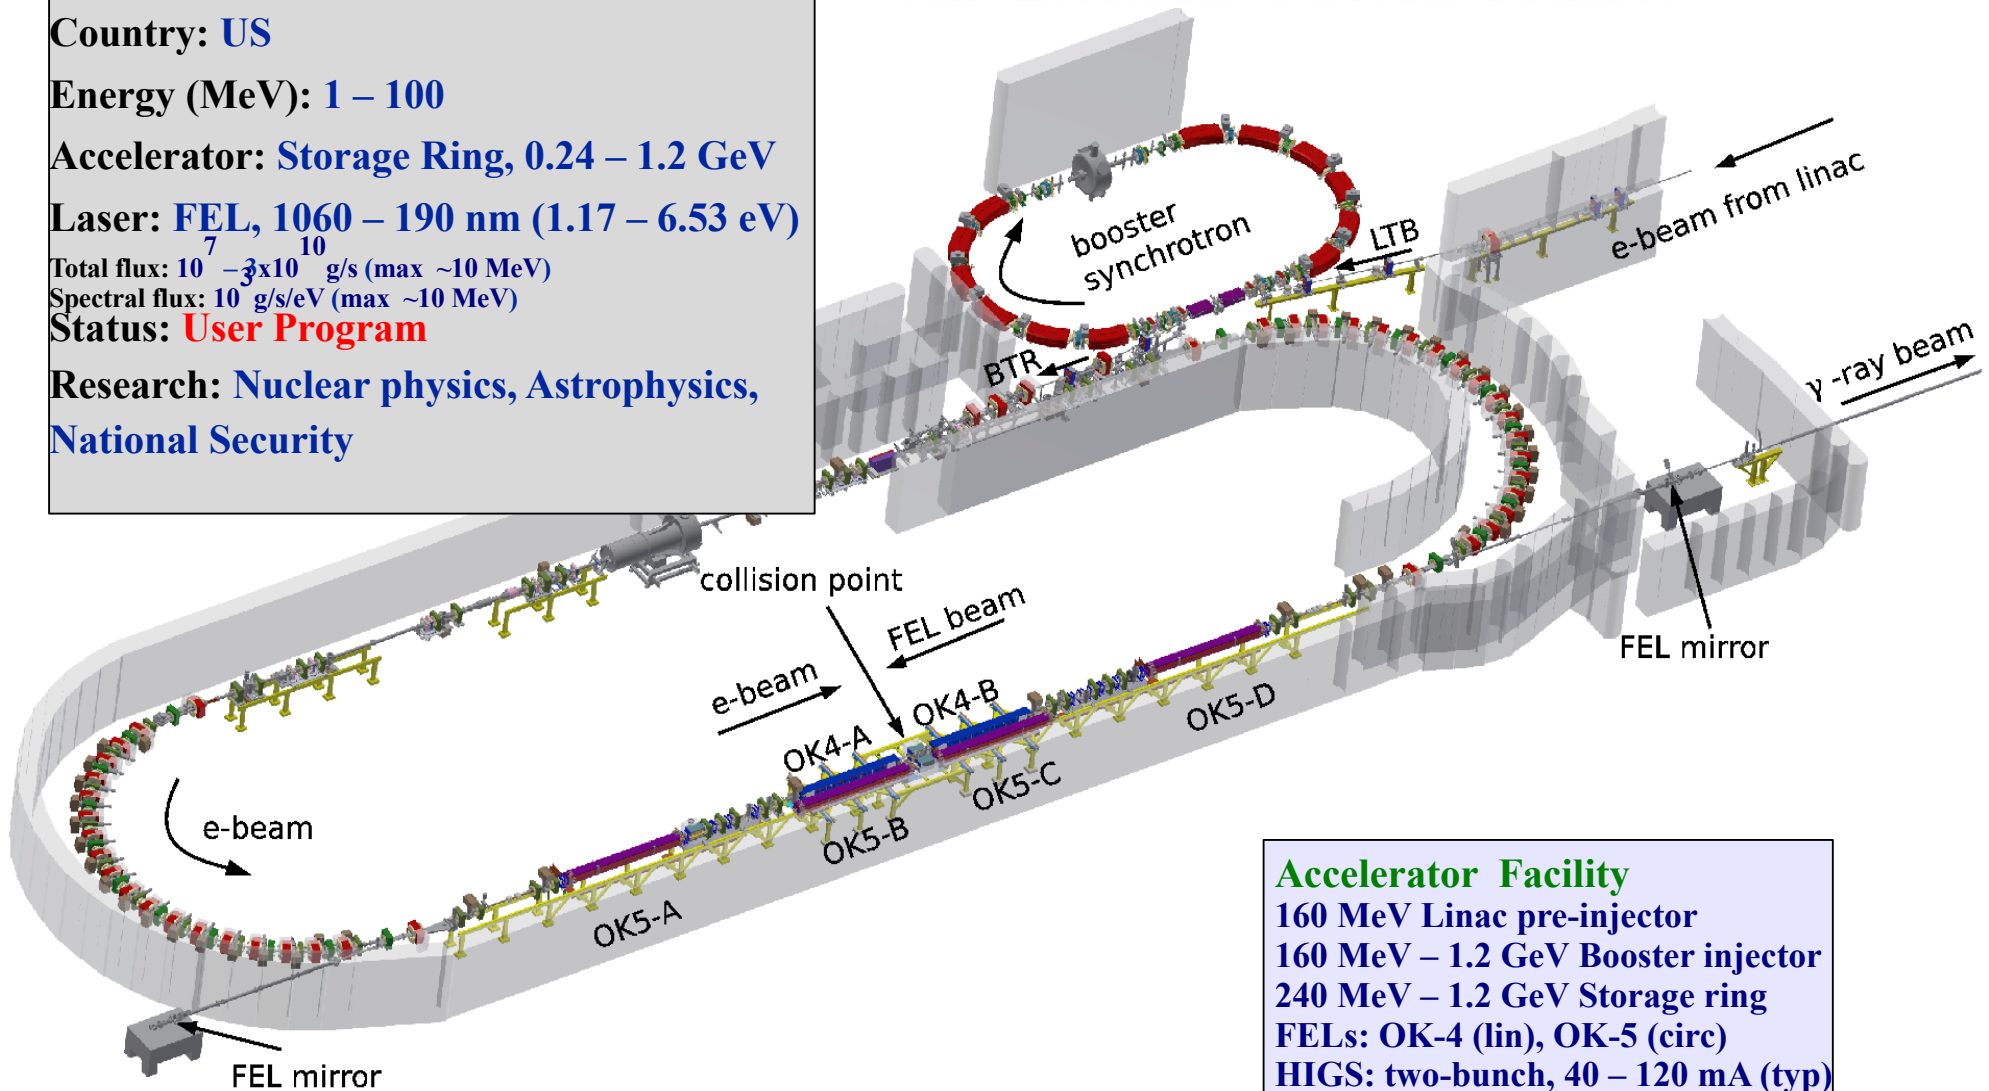 Country: US
Energy (MeV): 1 – 100
Accelerator: Storage Ring, 0.24 – 1.2 GeV
Laser: FEL, 1060 – 190 nm (1.17 – 6.53 eV)
Total flux: 10^7 – 3x10^10 g/s (max ~10 MeV)
Spectral flux: 10^3 g/s/eV (max ~10 MeV)
Status: User Program
Research: Nuclear physics, Astrophysics,
National Security
booster
synchrotron
LTB
e-beam from linac
BTR
γ -ray beam
collision point
FEL beam
e-beam
FEL mirror
OK4-A
OK4-B
OK5-D
OK5-C
OK5-B
e-beam
OK5-A
FEL mirror
Accelerator Facility
160 MeV Linac pre-injector
160 MeV – 1.2 GeV Booster injector
240 MeV – 1.2 GeV Storage ring
FELs: OK-4 (lin), OK-5 (circ)
HIGS: two-bunch, 40 – 120 mA (typ)